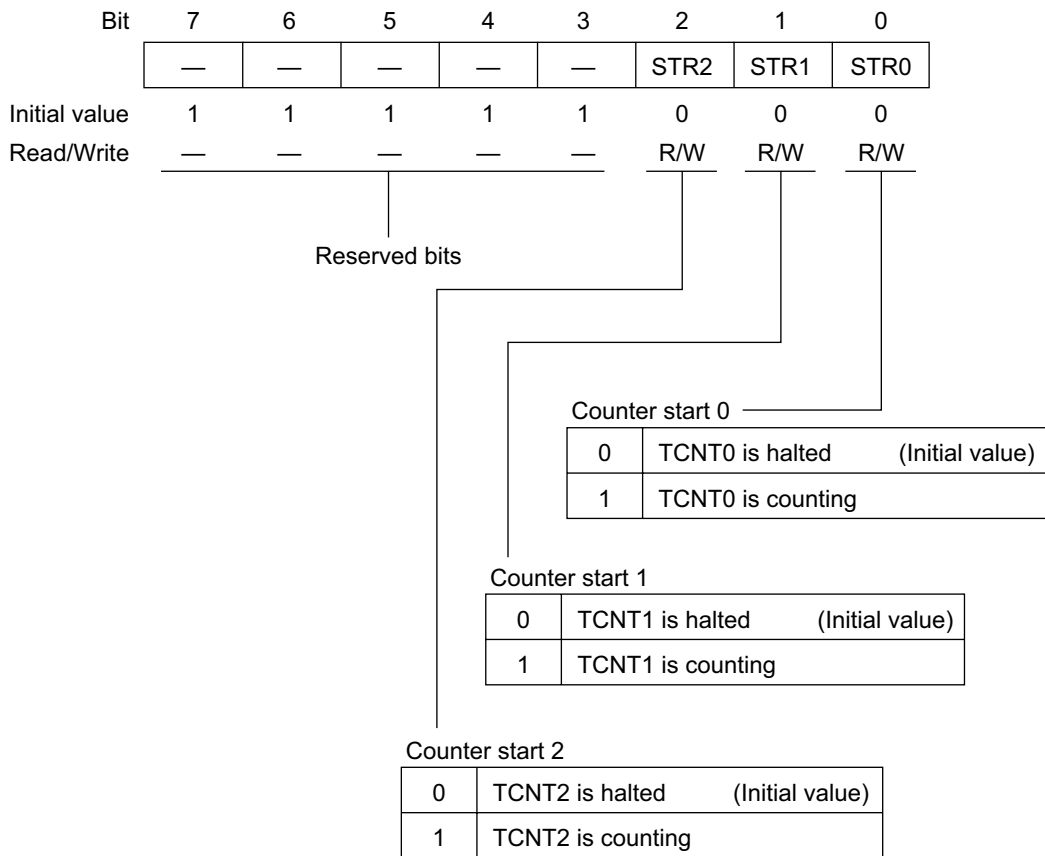 Bit 7 6 5 4 3 2 1 0
— — — — — STR2 STR1 STR0
Initial value 1 1 1 1 1 0 0 0
Read/Write — — — — — R/W R/W R/W
Reserved bits
Counter start 0
0 TCNT0 is halted (Initial value)
1 TCNT0 is counting
Counter start 1
0 TCNT1 is halted (Initial value)
1 TCNT1 is counting
Counter start 2
0 TCNT2 is halted (Initial value)
1 TCNT2 is counting